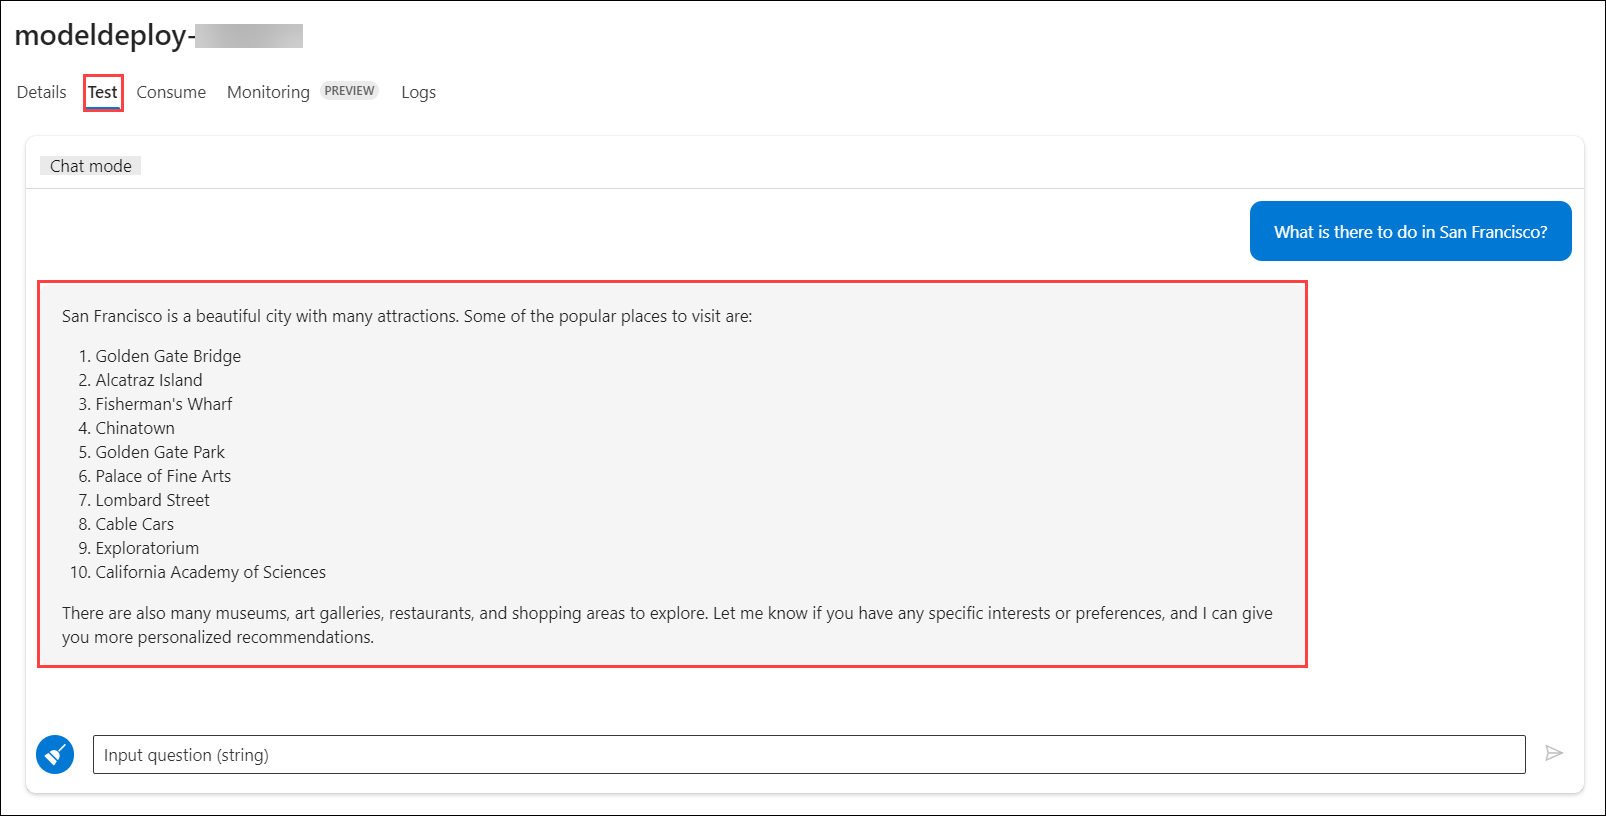 modeldeploy-
Details Test Consume Monitoring PREVIEW Logs
Chat mode
What is there to do in San Francisco?
San Francisco is a beautiful city with many attractions. Some of the popular places to visit are:
1. Golden Gate Bridge
2. Alcatraz Island
3. Fisherman's Wharf
4. Chinatown
5. Golden Gate Park
6. Palace of Fine Arts
7. Lombard Street
8. Cable Cars
9. Exploratorium
10. California Academy of Sciences
There are also many museums, art galleries, restaurants, and shopping areas to explore. Let me know if you have any specific interests or preferences, and I can give
you more personalized recommendations.
Input question (string)